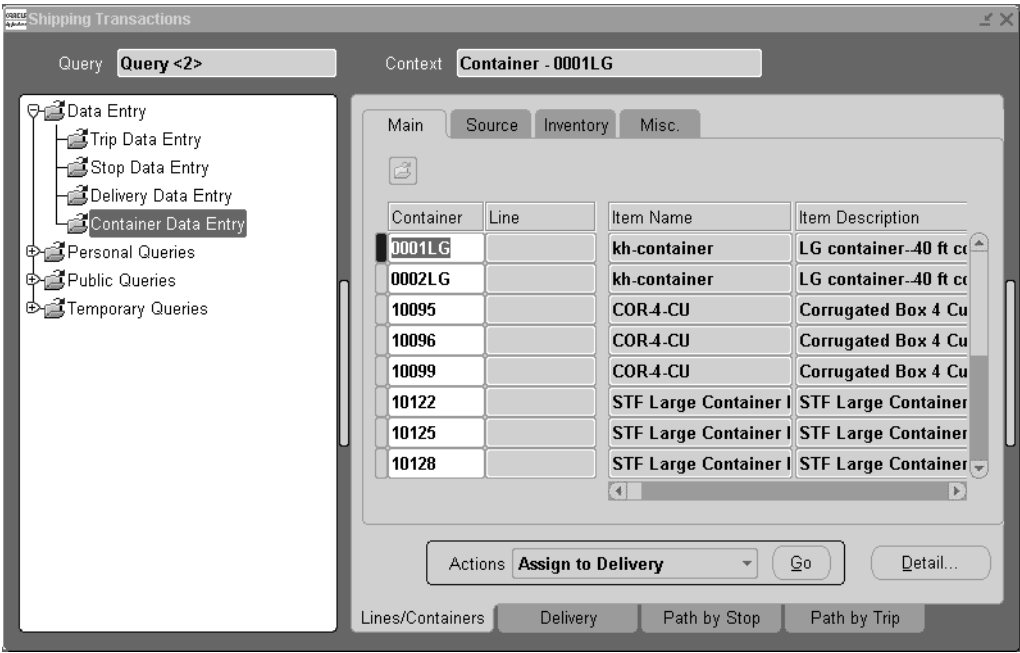 Shipping Transactions
Query Query <2> Context Container - 0001LG
Data Entry
Trip Data Entry
Stop Data Entry
Delivery Data Entry
Container Data Entry
Personal Queries
Public Queries
Temporary Queries
Main Source Inventory Misc.
Container Line Item Name Item Description
0001LG kh-container LG container--40 ft
0002LG kh-container LG container--40 ft
10095 COR-4-CU Corrugated Box 4 Cu
10096 COR-4-CU Corrugated Box 4 Cu
10099 COR-4-CU Corrugated Box 4 Cu
10122 STF Large Container STF Large Container
10125 STF Large Container STF Large Container
10128 STF Large Container STF Large Container
Actions Assign to Delivery Go Detail...
Lines/Containers Delivery Path by Stop Path by Trip